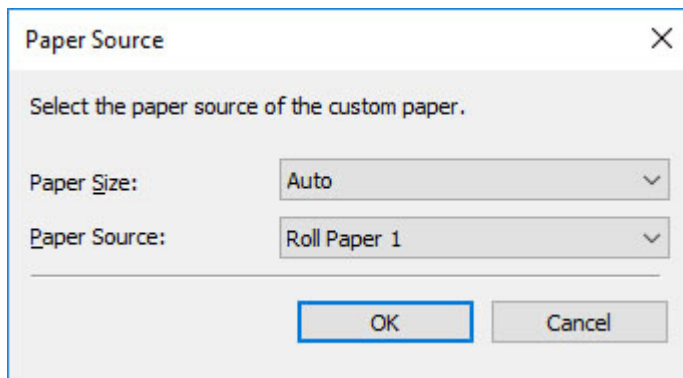 Paper Source
Select the paper source of the custom paper.
Paper Size: Auto
Paper Source: Roll Paper 1
OK Cancel